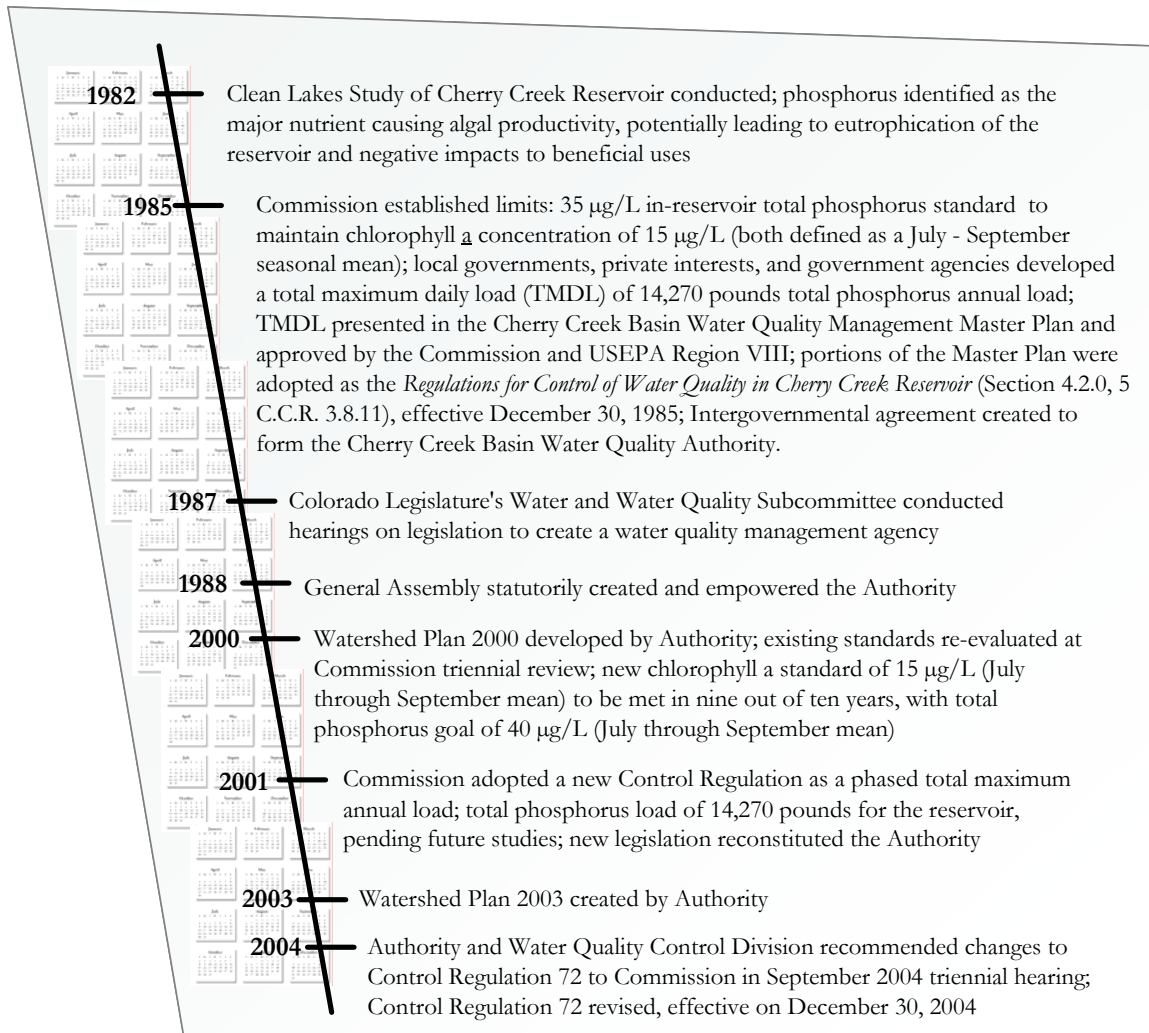 1982
Clean Lakes Study of Cherry Creek Reservoir conducted; phosphorus identified as the
major nutrient causing algal productivity, potentially leading to eutrophication of the
reservoir and negative impacts to beneficial uses
1985
Commission established limits: 35 µg/L in-reservoir total phosphorus standard to
maintain chlorophyll a concentration of 15 µg/L (both defined as a July - September
seasonal mean); local governments, private interests, and government agencies developed
a total maximum daily load (TMDL) of 14,270 pounds total phosphorus annual load;
TMDL presented in the Cherry Creek Basin Water Quality Management Master Plan and
approved by the Commission and USEPA Region VIII; portions of the Master Plan were
adopted as the Regulations for Control of Water Quality in Cherry Creek Reservoir (Section 4.2.0, 5
C.C.R. 3.8.11), effective December 30, 1985; Intergovernmental agreement created to
form the Cherry Creek Basin Water Quality Authority.
1987
Colorado Legislature's Water and Water Quality Subcommittee conducted
hearings on legislation to create a water quality management agency
1988
General Assembly statutorily created and empowered the Authority
2000
Watershed Plan 2000 developed by Authority; existing standards re-evaluated at
Commission triennial review; new chlorophyll a standard of 15 µg/L (July
through September mean) to be met in nine out of ten years, with total
phosphorus goal of 40 µg/L (July through September mean)
2001
Commission adopted a new Control Regulation as a phased total maximum
annual load; total phosphorus load of 14,270 pounds for the reservoir,
pending future studies; new legislation reconstituted the Authority
2003
Watershed Plan 2003 created by Authority
2004
Authority and Water Quality Control Division recommended changes to
Control Regulation 72 to Commission in September 2004 triennial hearing;
Control Regulation 72 revised, effective on December 30, 2004